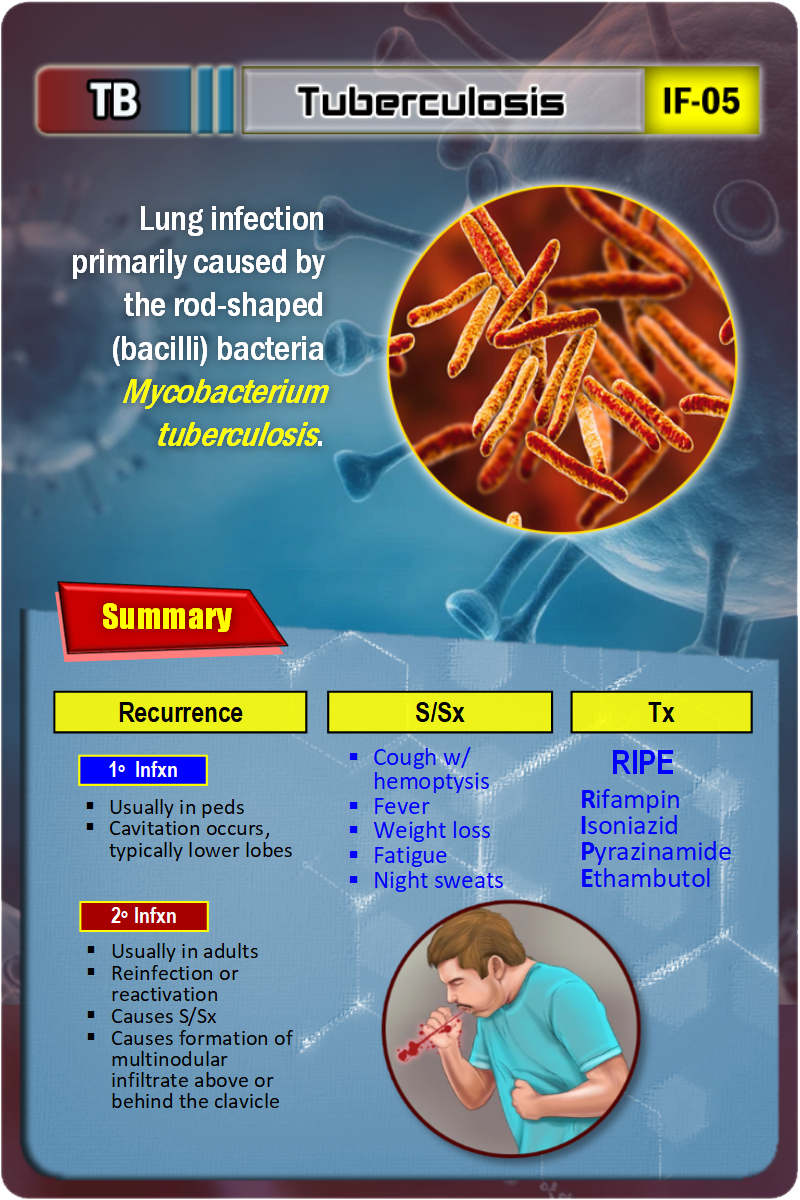 TB
Tuberculosis
IF-05
Lung infection
primarily caused by
the rod-shaped
(bacilli) bacteria
Mycobacterium
tuberculosis.
Summary
Recurrence
1° Infxn
▪ Usually in peds
▪ Cavitation occurs,
typically lower lobes
2° Infxn
▪ Usually in adults
▪ Reinfection or
reactivation
▪ Causes S/Sx
▪ Causes formation of
multinodular
infiltrate above or
behind the clavicle
S/Sx
▪ Cough w/
hemoptysis
▪ Fever
▪ Weight loss
▪ Fatigue
▪ Night sweats
Tx
RIPE
Rifampin
Isoniazid
Pyrazinamide
Ethambutol